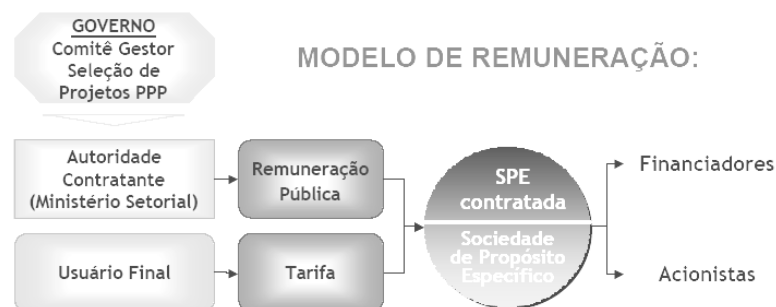 GOVERNO
Comitê Gestor
Seleção de
Projetos PPP
MODELO DE REMUNERAÇÃO:
Autoridade
Contratante
(Ministério Setorial)
Remuneração
Pública
SPE
contratada
Sociedade
de Propósito
Específico
Financiadores
Usuário Final
Tarifa
Acionistas